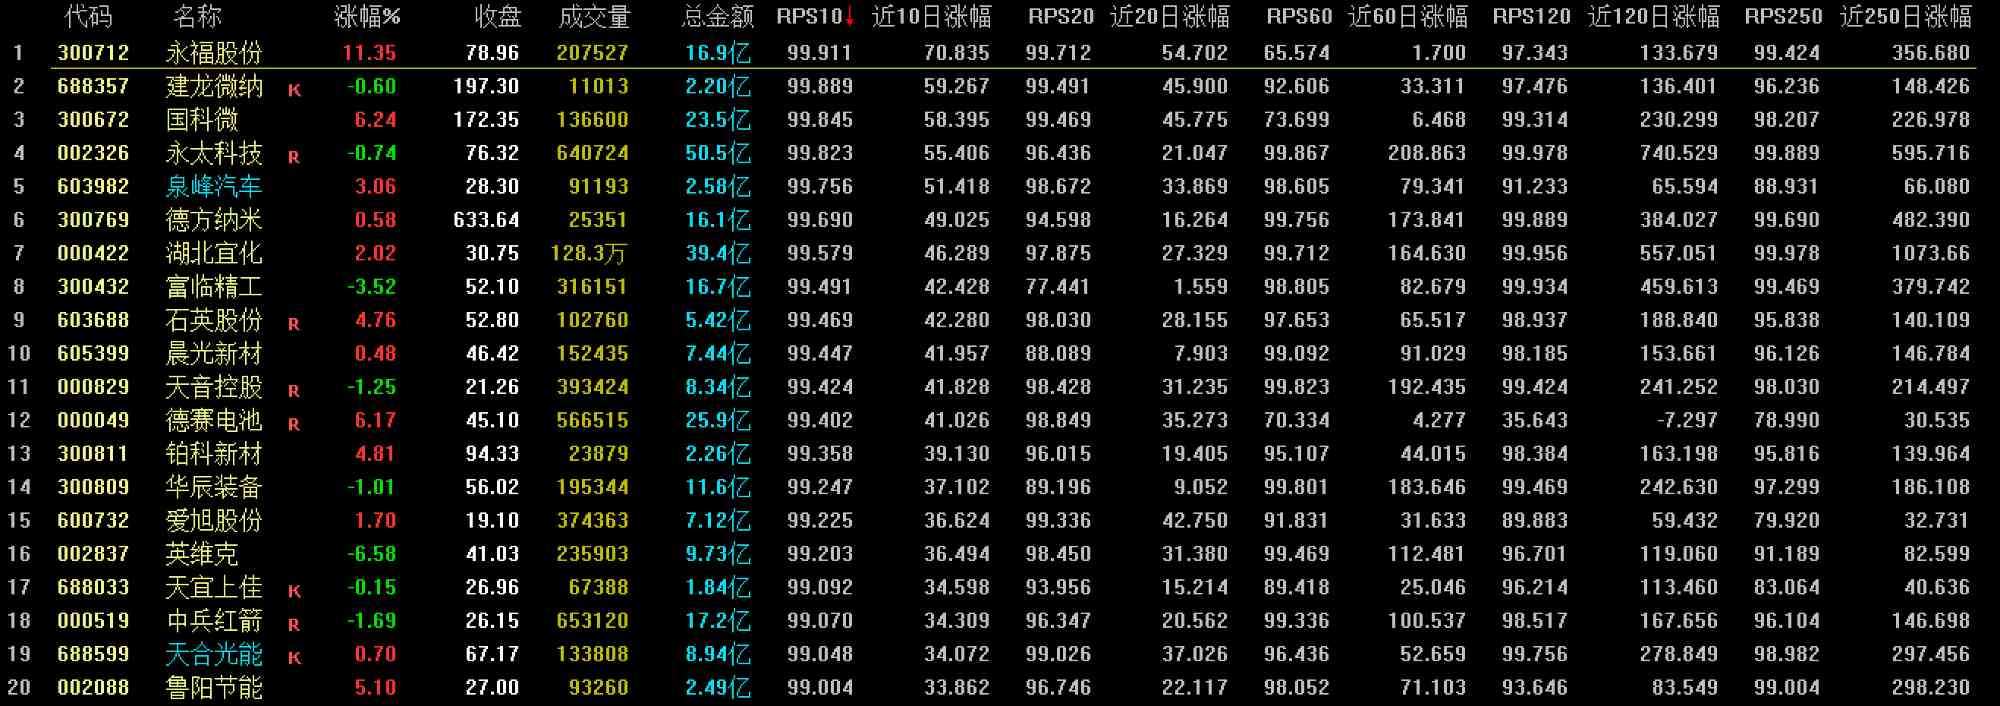 代码 名称 涨幅% 收盘 成交量 总金额 RPS10↓ 近10日涨幅 RPS20 近20日涨幅 RPS60 近60日涨幅 RPS120 近120日涨幅 RPS250 近250日涨幅
1 300712 永福股份 11.35 78.96 207527 16.9亿 99.911 70.835 99.712 54.702 65.574 1.700 97.343 133.679 99.424 356.680
2 688357 建龙微纳 K -0.60 197.30 11013 2.20亿 99.889 59.267 99.491 45.900 92.606 33.311 97.476 136.401 96.236 148.426
3 300672 国科微 6.24 172.35 136600 23.5亿 99.845 58.395 99.469 45.775 73.699 6.468 99.314 230.299 98.207 226.978
4 002326 永太科技 R -0.74 76.32 640724 50.5亿 99.823 55.406 96.436 21.047 99.867 208.863 99.978 740.529 99.889 595.716
5 603982 泉峰汽车 3.06 28.30 91193 2.58亿 99.756 51.418 98.672 33.869 98.605 79.341 91.233 65.594 88.931 66.080
6 300769 德方纳米 0.58 633.64 25351 16.1亿 99.690 49.025 94.598 16.264 99.756 173.841 99.889 384.027 99.690 482.390
7 000422 湖北宜化 2.02 30.75 128.3万 39.4亿 99.579 46.289 97.875 27.329 99.712 164.630 99.956 557.051 99.978 1073.66
8 300432 富临精工 -3.52 52.10 316151 16.7亿 99.491 42.428 77.441 1.559 98.805 82.679 99.934 459.613 99.469 379.742
9 603688 石英股份 R 4.76 52.80 102760 5.42亿 99.469 42.280 98.030 28.155 97.653 65.517 98.937 188.840 95.838 140.109
10 605399 晨光新材 0.48 46.42 152435 7.44亿 99.447 41.957 88.089 7.903 99.092 91.029 98.185 153.661 96.126 146.784
11 000829 天音控股 R -1.25 21.26 393424 8.34亿 99.424 41.828 98.428 31.235 99.823 192.435 99.424 241.252 98.030 214.497
12 000049 德赛电池 R 6.17 45.10 566515 25.9亿 99.402 41.026 98.849 35.273 70.334 4.277 35.643 -7.297 78.990 30.535
13 300811 铂科新材 4.81 94.33 23879 2.26亿 99.358 39.130 96.015 19.405 95.107 44.015 98.384 163.198 95.816 139.964
14 300809 华辰装备 -1.01 56.02 195344 11.6亿 99.247 37.102 89.196 9.052 99.801 183.646 99.469 242.630 97.299 186.108
15 600732 爱旭股份 1.70 19.10 374363 7.12亿 99.225 36.624 99.336 42.750 91.831 31.633 89.883 59.432 79.920 32.731
16 002837 英维克 -6.58 41.03 235903 9.73亿 99.203 36.494 98.450 31.380 99.469 112.481 96.701 119.060 91.189 82.599
17 688033 天宜上佳 K -0.15 26.96 67388 1.84亿 99.092 34.598 93.956 15.214 89.418 25.046 96.214 113.460 83.064 40.636
18 000519 中兵红箭 R -1.69 26.15 653120 17.2亿 99.070 34.309 96.347 20.562 99.336 100.537 98.517 167.656 96.104 146.698
19 688599 天合光能 K 0.70 67.17 133808 8.94亿 99.048 34.072 99.026 37.026 96.436 52.659 99.756 278.849 98.982 297.456
20 002088 鲁阳节能 5.10 27.00 93260 2.49亿 99.004 33.862 96.746 22.117 98.052 71.103 93.646 83.549 99.004 298.230